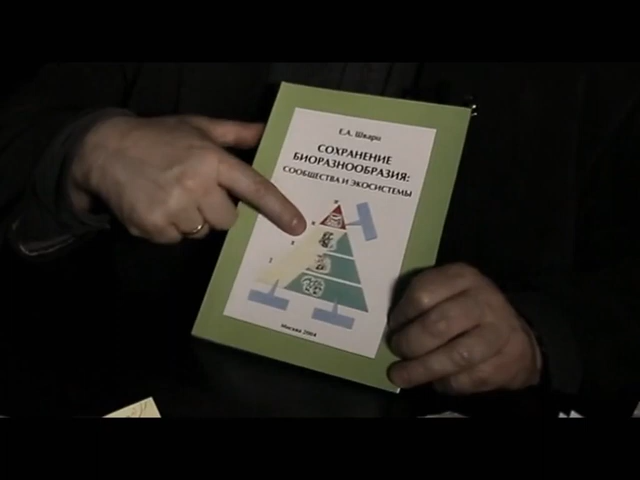 Е.А. Шварц
СОХРАНЕНИЕ
БИОРАЗНООБРАЗИЯ:
СООБЩЕСТВА И ЭКОСИСТЕМЫ
Москва 2004